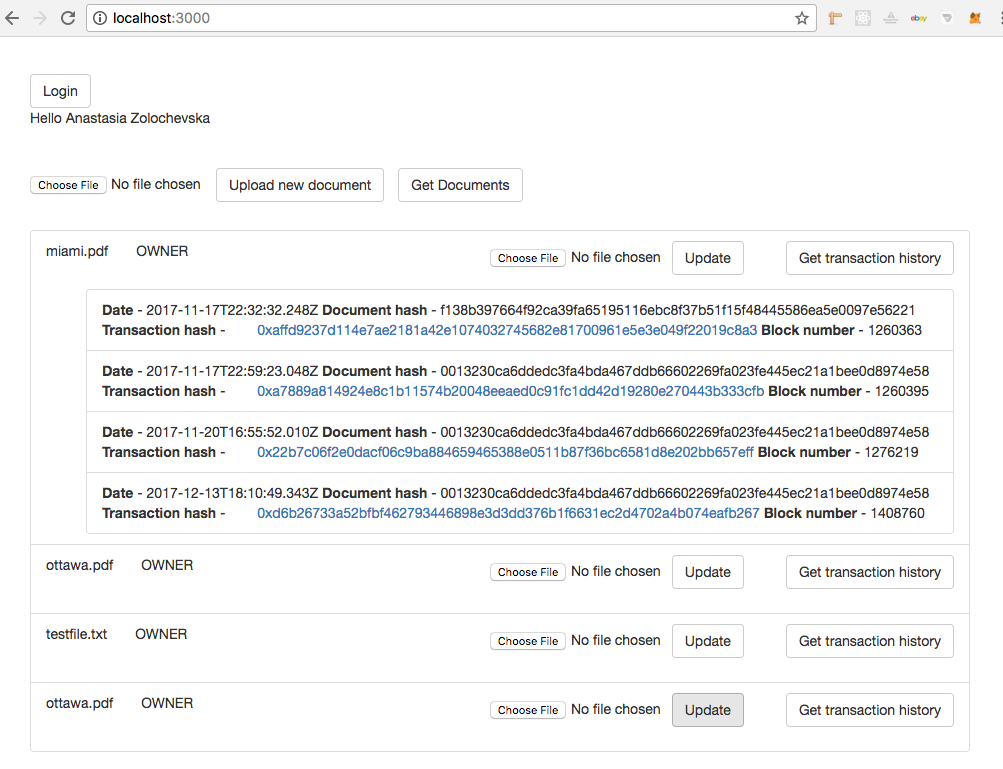 localhost:3000
ebay
Login
Hello Anastasia Zolochevska
Choose File No file chosen Upload new document Get Documents
miami.pdf OWNER Choose File No file chosen Update Get transaction history
Date - 2017-11-17T22:32:32.248Z Document hash - f138b397664f92ca39fa65195116ebc8f37b51f15f48445586ea5e0097e56221
Transaction hash - 0xaffd9237d114e7ae2181a42e1074032745682e81700961e5e3e049f22019c8a3 Block number - 1260363
Date - 2017-11-17T22:59:23.048Z Document hash - 0013230ca6ddedc3fa4bda467ddb66602269fa023fe445ec21a1bee0d8974e58
Transaction hash - 0xa7889a814924e8c1b11574b20048eeaed0c91fc1dd42d19280e270443b333cfb Block number - 1260395
Date - 2017-11-20T16:55:52.010Z Document hash - 0013230ca6ddedc3fa4bda467ddb66602269fa023fe445ec21a1bee0d8974e58
Transaction hash - 0x22b7c06f2e0dacf06c9ba884659465388e0511b87f36bc6581d8e202bb657eff Block number - 1276219
Date - 2017-12-13T18:10:49.343Z Document hash - 0013230ca6ddedc3fa4bda467ddb66602269fa023fe445ec21a1bee0d8974e58
Transaction hash - 0xd6b26733a52bfbf462793446898e3d3dd376b1f6631ec2d4702a4b074eafb267 Block number - 1408760
ottawa.pdf OWNER Choose File No file chosen Update Get transaction history
testfile.txt OWNER Choose File No file chosen Update Get transaction history
ottawa.pdf OWNER Choose File No file chosen Update Get transaction history